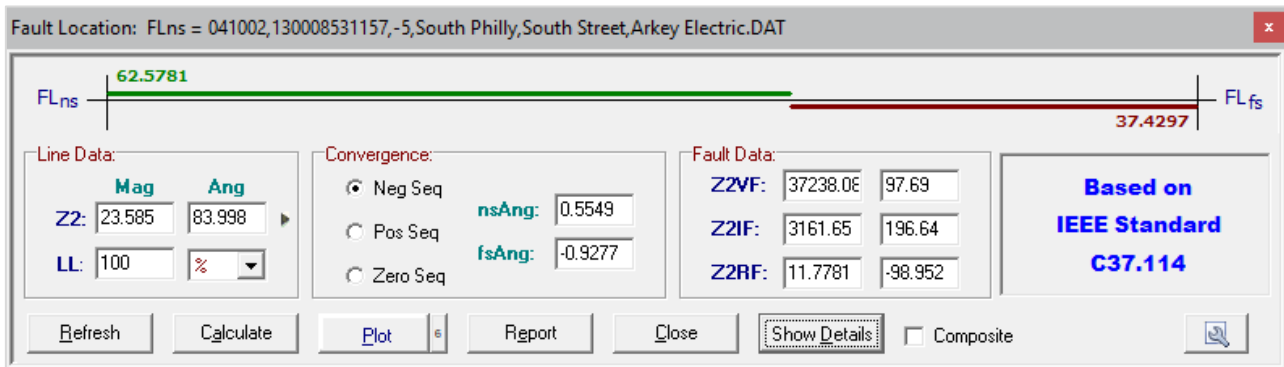 Fault Location: FLns = 041002,130008531157,-5,South Philly,South Street,Arkey Electric.DAT
x
62.5781
FLns
FLfs
37.4297
Line Data:
Mag Ang
Z2: 23.585 83.998
LL: 100 %
Convergence:
Neg Seq
Pos Seq
Zero Seq
nsAng: 0.5549
fsAng: -0.9277
Fault Data:
Z2VF: 37238.08 97.69
Z2IF: 3161.65 196.64
Z2RF: 11.7781 -98.952
Based on
IEEE Standard
C37.114
Refresh Calculate Plot 6 Report Close Show Details Composite